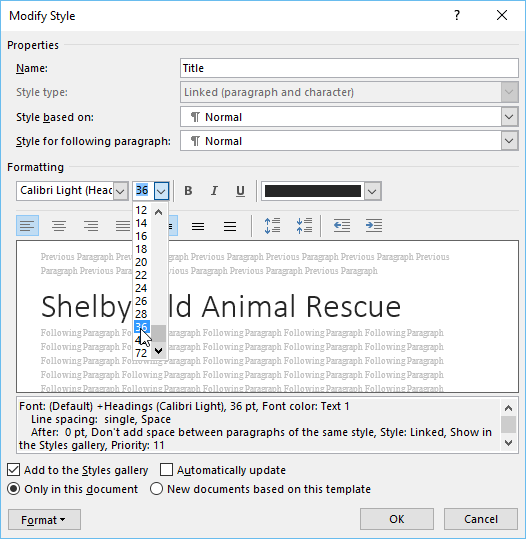 Modify Style
Properties
Name: Title
Style type: Linked (paragraph and character)
Style based on: ¶ Normal
Style for following paragraph: ¶ Normal
Formatting
Calibri Light (Head 36 B I U
12
14
16
18
20
22
24
26
28
36
72
Previous Paragraph Previous Paragraph Previous Paragraph Previous Paragraph Previous
Paragraph Previous Paragraph Previous Paragraph Previous Paragraph
Shelby Animal Rescue
Following Paragraph Following Paragraph Following Paragraph Following Paragraph
Following Paragraph Following Paragraph Following Paragraph Following Paragraph
Following Paragraph Following Paragraph Following Paragraph Following Paragraph
Following Paragraph Following Paragraph Following Paragraph Following Paragraph
Following Paragraph Following Paragraph Following Paragraph Following Paragraph
Font: (Default) +Headings (Calibri Light), 36 pt, Font color: Text 1
Line spacing: single, Space
After: 0 pt, Don't add space between paragraphs of the same style, Style: Linked, Show in
the Styles gallery, Priority: 11
Add to the Styles gallery Automatically update
Only in this document New documents based on this template
Format OK Cancel